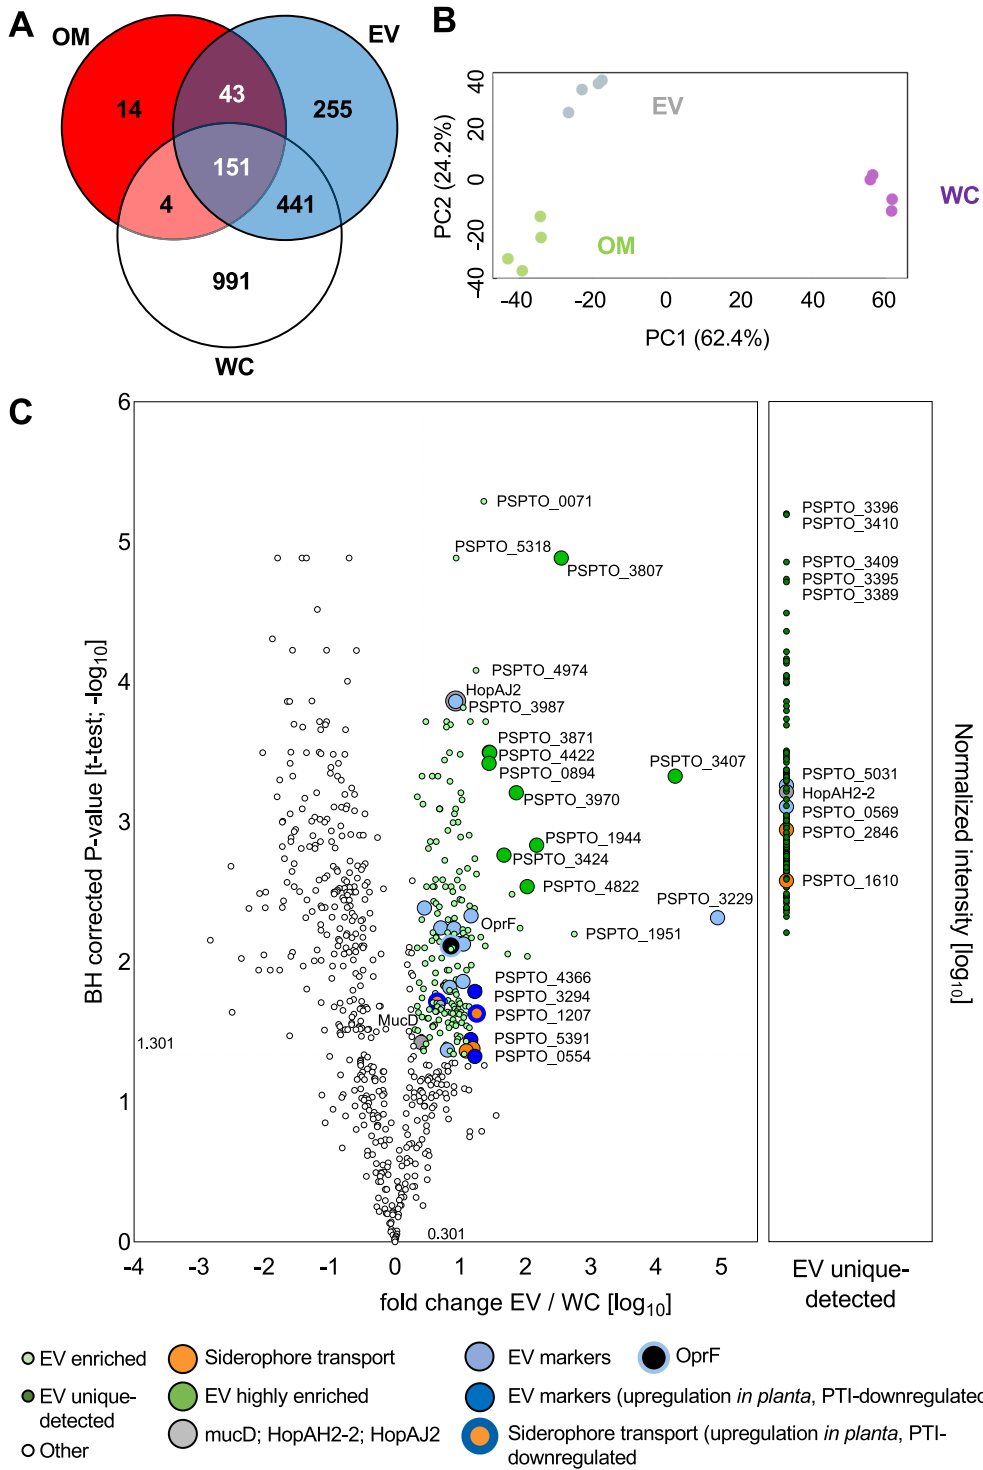 A
OM
EV
14
43
255
151
4
441
991
WC
B
PC2 (24.2%)
40
20
0
-20
-40
EV
OM
WC
-40
-20
0
20
40
60
PC1 (62.4%)
C
BH corrected P-value [t-test; -log10]
6
5
4
3
2
1
0
1.301
0.301
-4
-3
-2
-1
0
1
2
3
4
5
fold change EV / WC [log10]
PSPTO_0071
PSPTO_5318
PSPTO_3807
PSPTO_4974
HopAJ2
PSPTO_3987
PSPTO_3871
PSPTO_4422
PSPTO_0894
PSPTO_3407
PSPTO_3970
PSPTO_1944
PSPTO_3424
PSPTO_4822
PSPTO_3229
OprF
PSPTO_1951
PSPTO_4366
PSPTO_3294
PSPTO_1207
MucD
PSPTO_5391
PSPTO_0554
PSPTO_3396
PSPTO_3410
PSPTO_3409
PSPTO_3395
PSPTO_3389
PSPTO_5031
HopAH2-2
PSPTO_0569
PSPTO_2846
PSPTO_1610
Normalized intensity [log10]
EV unique-
detected
EV enriched
EV unique-
detected
Other
Siderophore transport
EV highly enriched
mucD; HopAH2-2; HopAJ2
EV markers
OprF
EV markers (upregulation in planta, PTI-downregulated
Siderophore transport (upregulation in planta, PTI-
downregulated